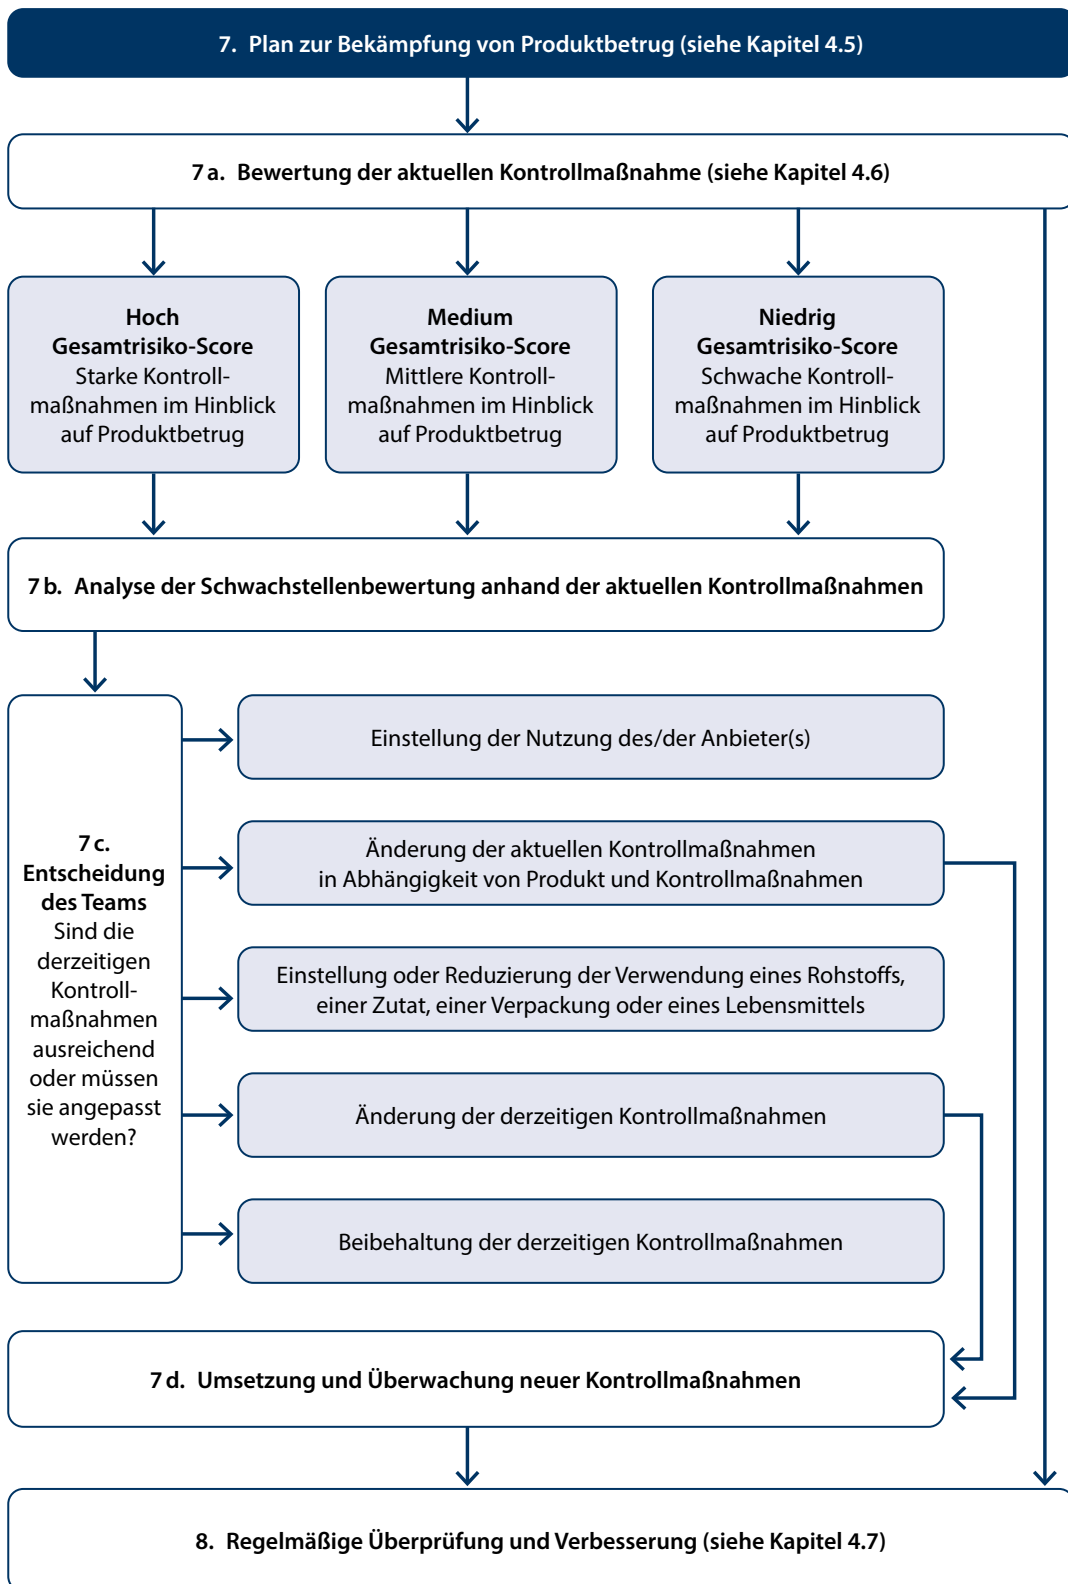 7. Plan zur Bekämpfung von Produktbetrug (siehe Kapitel 4.5)
7 a. Bewertung der aktuellen Kontrollmaßnahme (siehe Kapitel 4.6)
Hoch
Gesamtrisiko-Score
Starke Kontroll-
maßnahmen im Hinblick
auf Produktbetrug
Medium
Gesamtrisiko-Score
Mittlere Kontroll-
maßnahmen im Hinblick
auf Produktbetrug
Niedrig
Gesamtrisiko-Score
Schwache Kontroll-
maßnahmen im Hinblick
auf Produktbetrug
7 b. Analyse der Schwachstellenbewertung anhand der aktuellen Kontrollmaßnahmen
7 c.
Entscheidung
des Teams
Sind die
derzeitigen
Kontroll-
maßnahmen
ausreichend
oder müssen
sie angepasst
werden?
Einstellung der Nutzung des/der Anbieter(s)
Änderung der aktuellen Kontrollmaßnahmen
in Abhängigkeit von Produkt und Kontrollmaßnahmen
Einstellung oder Reduzierung der Verwendung eines Rohstoffs,
einer Zutat, einer Verpackung oder eines Lebensmittels
Änderung der derzeitigen Kontrollmaßnahmen
Beibehaltung der derzeitigen Kontrollmaßnahmen
7 d. Umsetzung und Überwachung neuer Kontrollmaßnahmen
8. Regelmäßige Überprüfung und Verbesserung (siehe Kapitel 4.7)